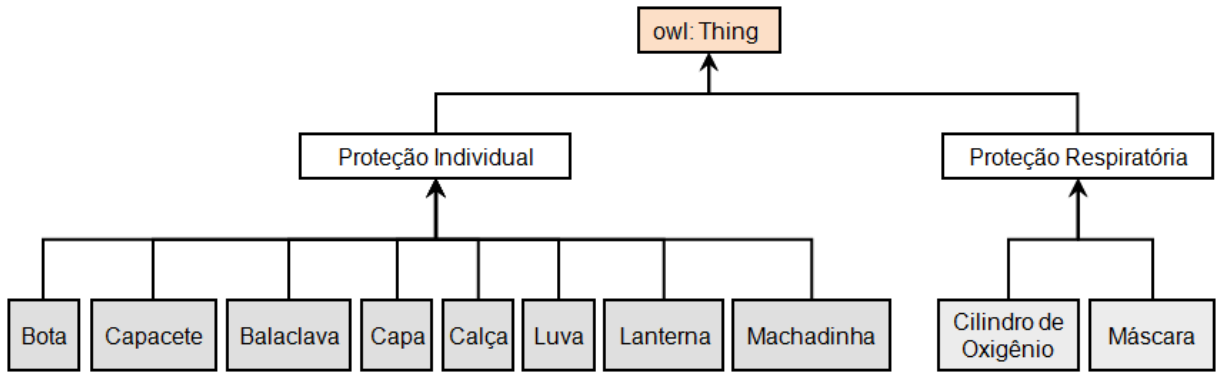 owl: Thing
Proteção Individual
Proteção Respiratória
Bota
Capacete
Balaclava
Capa
Calça
Luva
Lanterna
Machadinha
Cilindro de
Oxigênio
Máscara